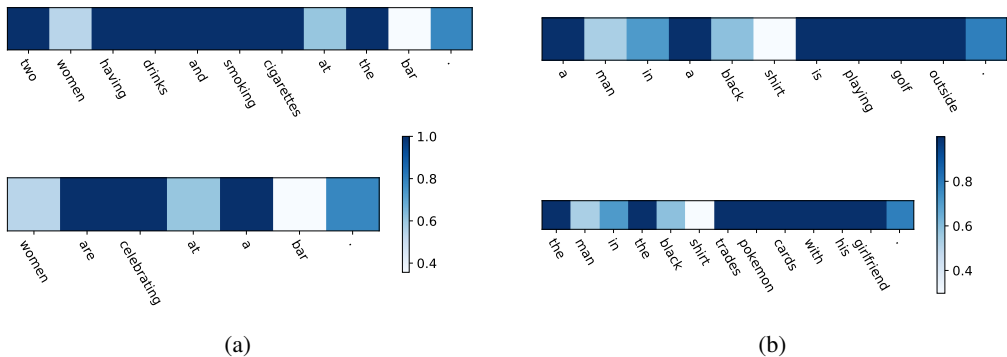 two women having drinks and smoking cigarettes at the bar .
1.0
0.8
0.6
0.4
women are celebrating at a bar .
(a)
a man in a black shirt is playing golf outside .
0.8
0.6
0.4
the man in the black shirt trades pokemon cards with his girlfriend .
(b)